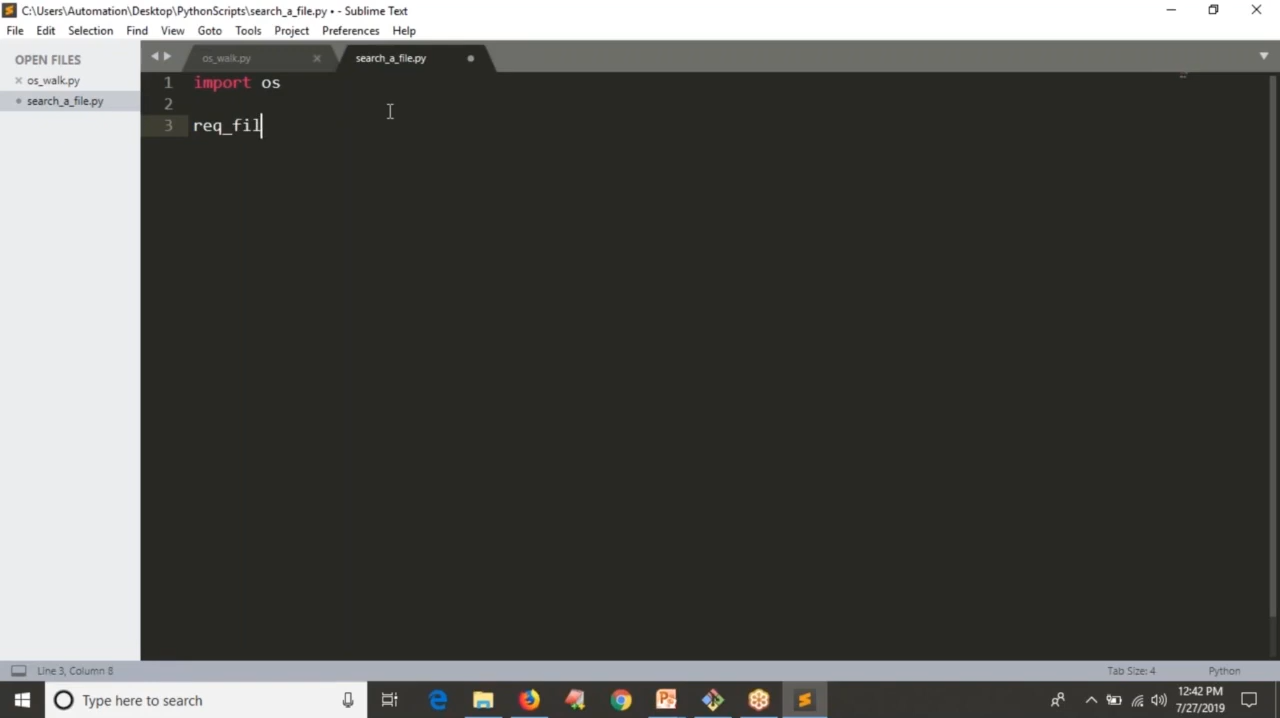 C:\Users\Automation\Desktop\PythonScripts\search_a_file.py • - Sublime Text
File Edit Selection Find View Goto Tools Project Preferences Help
OPEN FILES
os_walk.py
search_a_file.py
os_walk.py
search_a_file.py
1 import os
2
3 req_fil
Line 3, Column 8
Tab Size: 4
Python
Type here to search
12:42 PM
7/27/2019